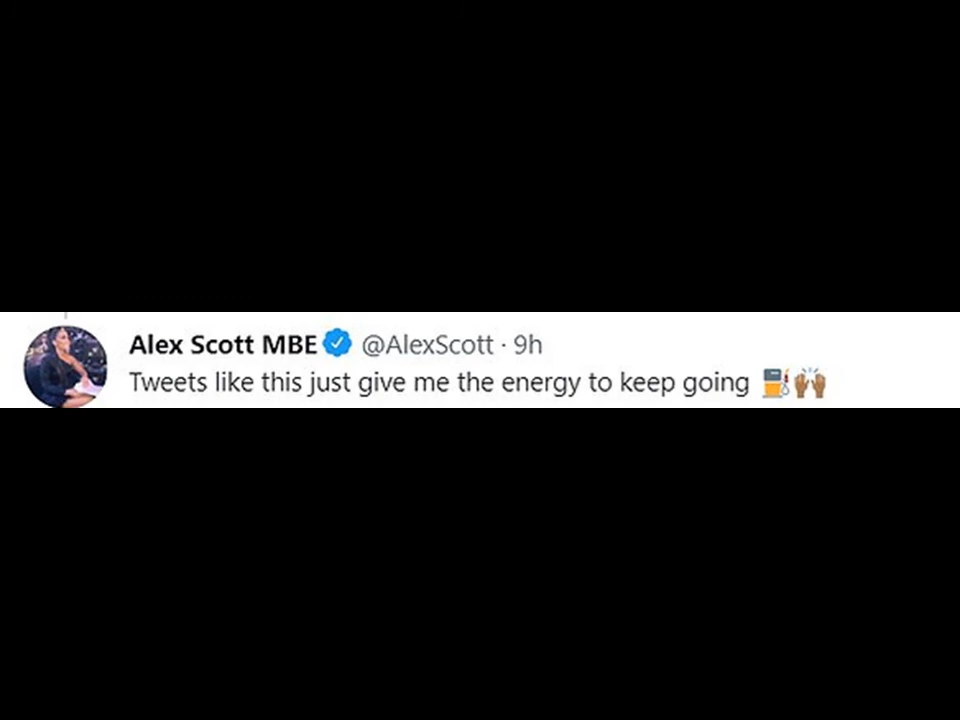 Alex Scott MBE @AlexScott · 9h
Tweets like this just give me the energy to keep going ⛽🙌🏾